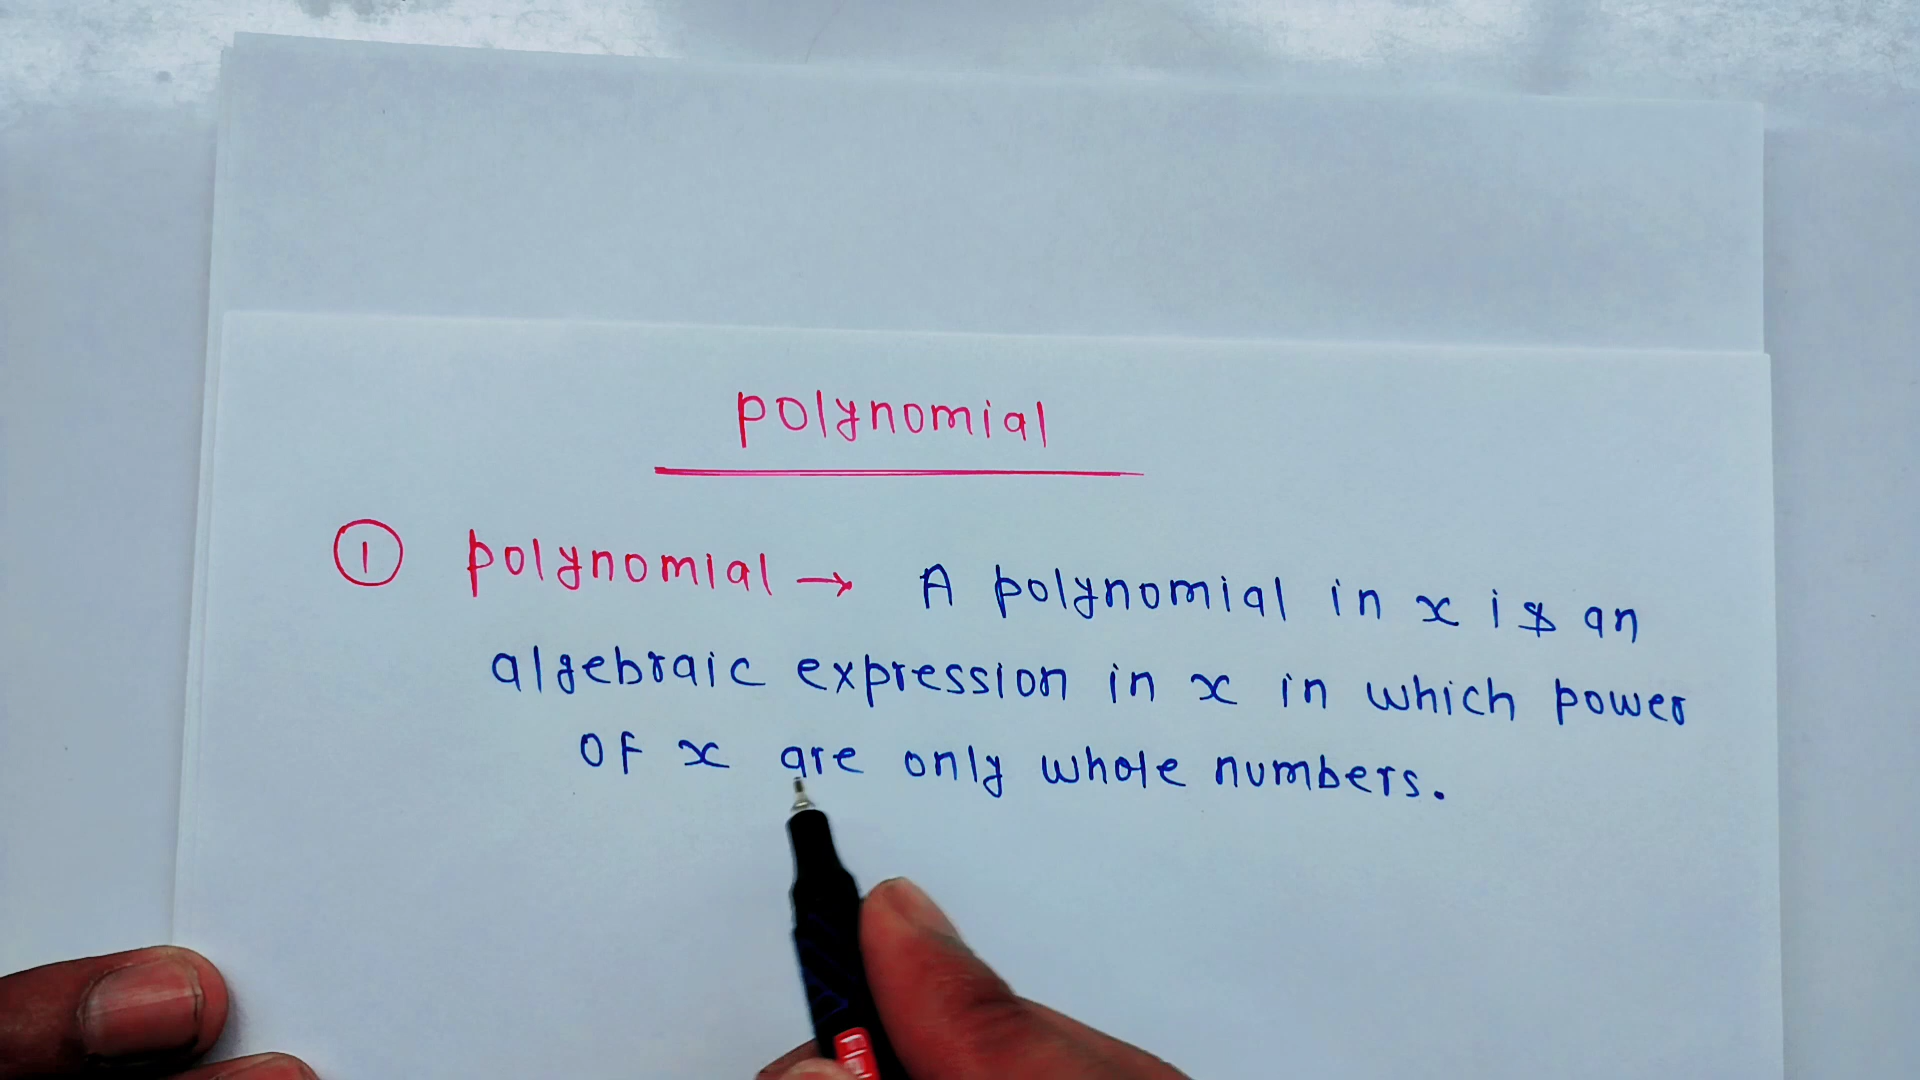 polynomial
① polynomial → A polynomial in x is an
algebraic expression in x in which power
of x are only whole numbers.